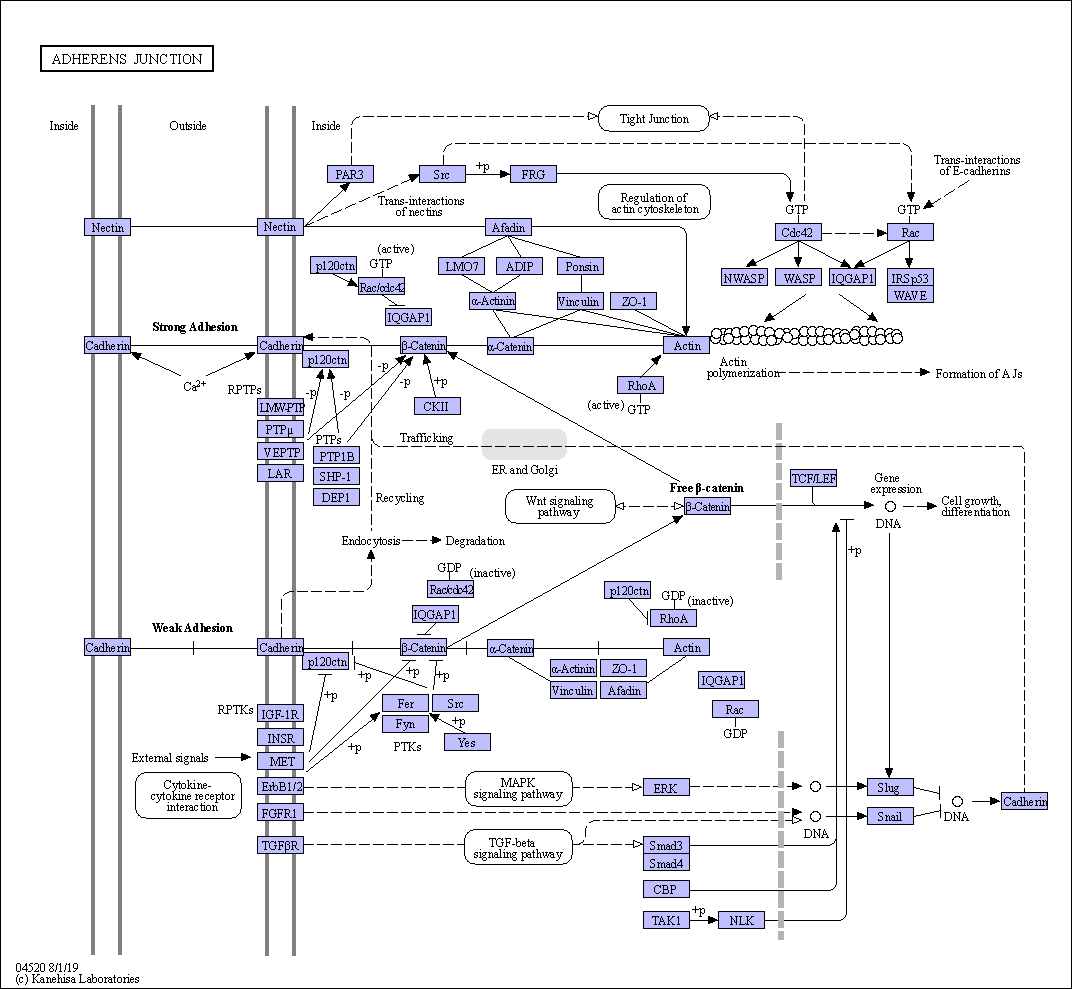 ADHERENS JUNCTION
Inside
Outside
Inside
Tight Junction
PAR3
Src
+p
FRG
Trans-interactions
of E-cadherins
Trans-interactions
of nectins
Regulation of
actin cytoskeleton
GTP
GTP
Nectin
Nectin
Afadin
Cdc42
Rac
(active)
GTP
p120ctn
Rac/cdc42
IQGAP1
LMO7
ADIP
Ponsin
NWASP
WASP
IQGAP1
IRSp53
WAVE
α-Actinin
Vinculin
ZO-1
Strong Adhesion
Cadherin
Cadherin
p120ctn
β-Catenin
α-Catenin
Actin
Actin
polymerization
Formation of AJs
Ca2+
RPTPs
-p
-p
-p
-p
+p
CKII
RhoA
(active)
GTP
LMW-PTP
PTPμ
VEPTP
LAR
PTPs
PTP1B
SHP-1
DEP1
Trafficking
ER and Golgi
Recycling
Free β-catenin
β-Catenin
Wnt signaling
pathway
TCF/LEF
Gene
expression
DNA
Cell growth,
differentiation
+p
Endocytosis
Degradation
GDP
(inactive)
Rac/cdc42
IQGAP1
p120ctn
GDP
(inactive)
RhoA
Weak Adhesion
Cadherin
Cadherin
p120ctn
β-Catenin
α-Catenin
Actin
+p
+p
+p
+p
α-Actinin
ZO-1
Vinculin
Afadin
IQGAP1
Rac
GDP
RPTKs
IGF-1R
INSR
MET
ErbB1/2
FGFR1
TGFβR
Fer
Src
Fyn
+p
Yes
PTKs
+p
External signals
Cytokine-
cytokine receptor
interaction
MAPK
signaling pathway
ERK
Slug
Snail
DNA
DNA
Cadherin
TGF-beta
signaling pathway
Smad3
Smad4
CBP
TAK1
+p
NLK
04520 8/1/19
(c) Kanehisa Laboratories